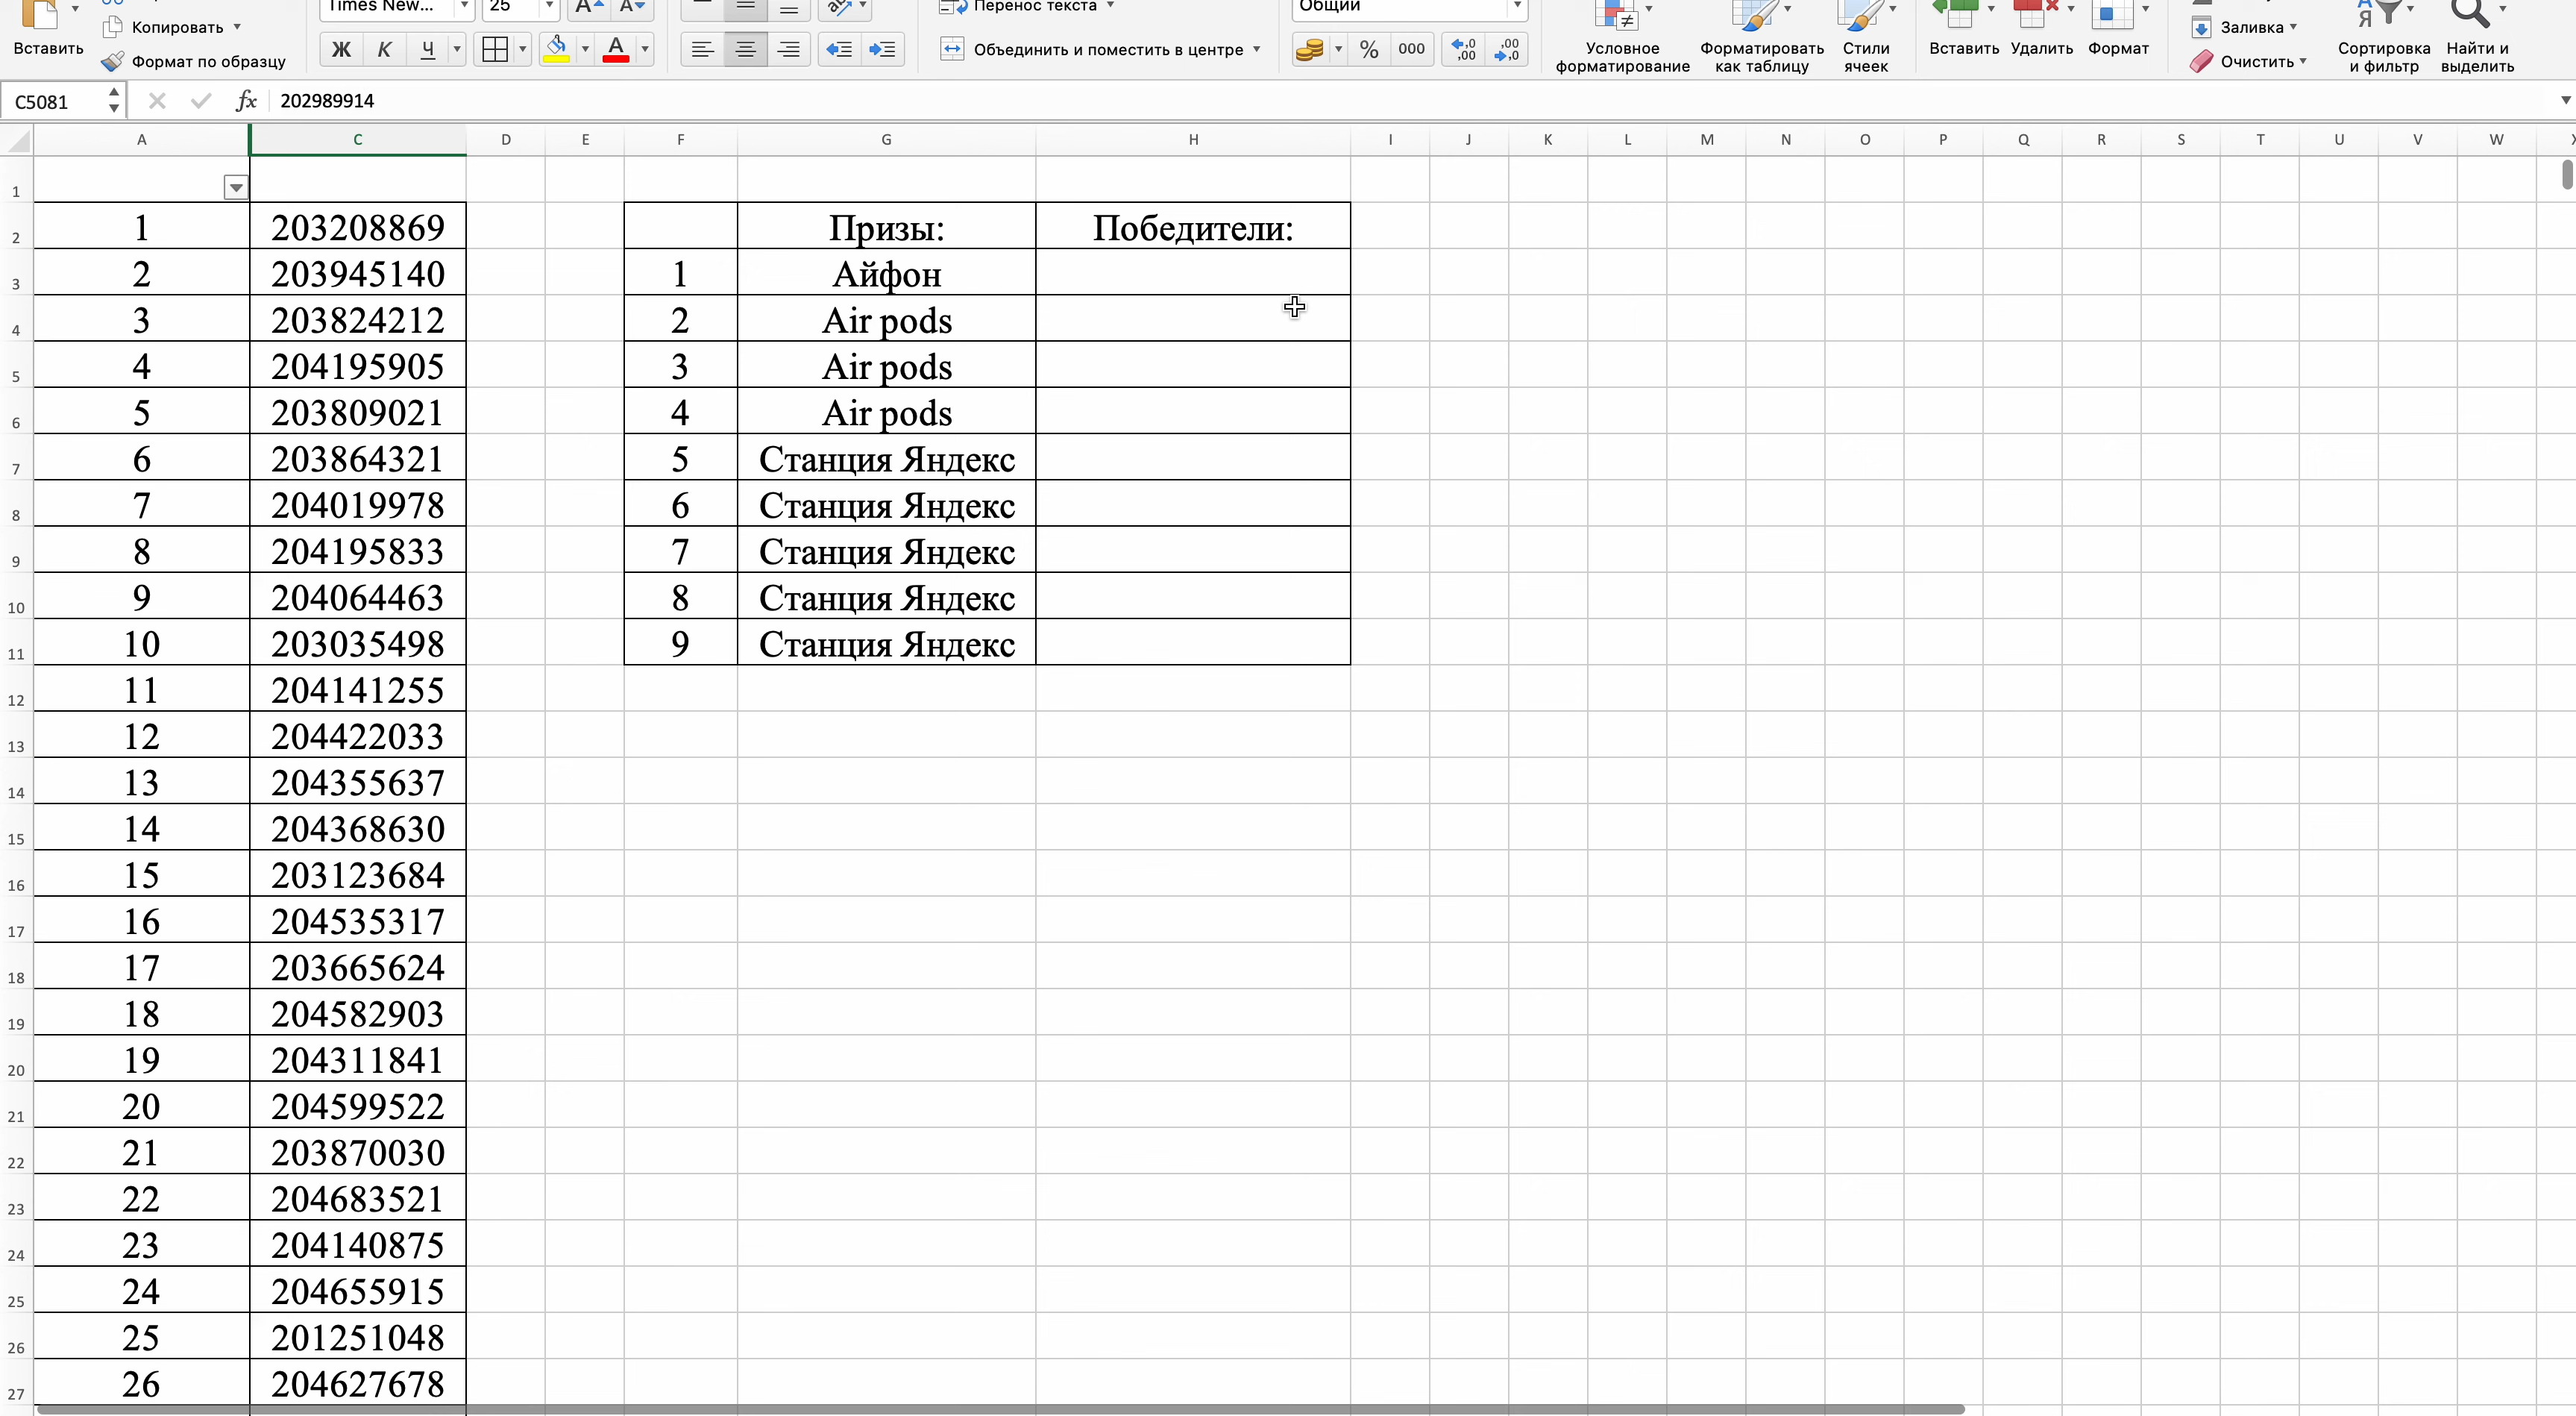 Times New... 25 Перенос текста Общий
Вставить Копировать Формат по образцу
Ж К Ч А Объединить и поместить в центре % 000 ,0 ,00 ,00 ,0
Условное форматирование Форматировать как таблицу Стили ячеек Вставить Удалить Формат Заливка Очистить Сортировка и фильтр Найти и выделить
C5081 fx 202989914
A C D E F G H I J K L M N O P Q R S T U V W
1
2 1 203208869 Призы: Победители:
3 2 203945140 1 Айфон
4 3 203824212 2 Air pods
5 4 204195905 3 Air pods
6 5 203809021 4 Air pods
7 6 203864321 5 Станция Яндекс
8 7 204019978 6 Станция Яндекс
9 8 204195833 7 Станция Яндекс
10 9 204064463 8 Станция Яндекс
11 10 203035498 9 Станция Яндекс
12 11 204141255
13 12 204422033
14 13 204355637
15 14 204368630
16 15 203123684
17 16 204535317
18 17 203665624
19 18 204582903
20 19 204311841
21 20 204599522
22 21 203870030
23 22 204683521
24 23 204140875
25 24 204655915
26 25 201251048
27 26 204627678